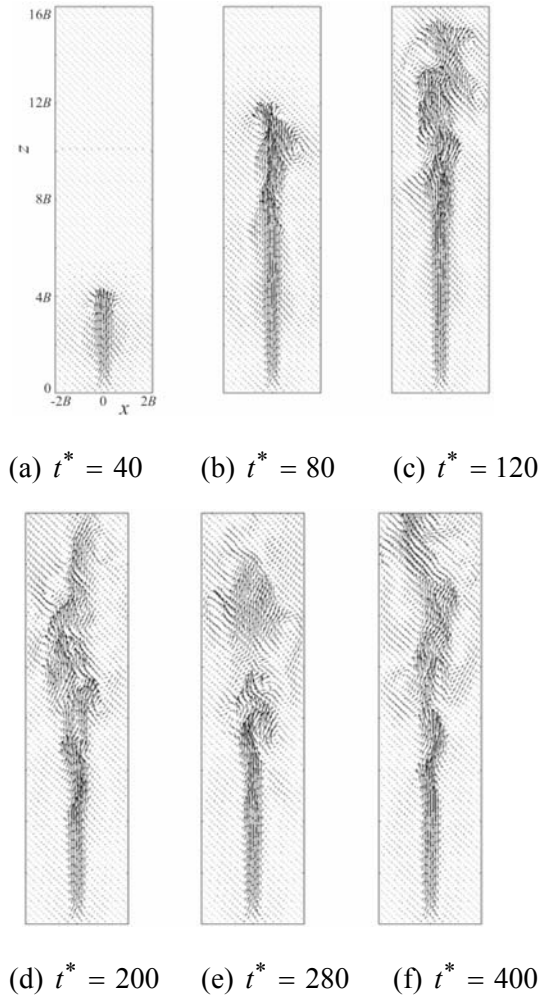 16B
12B
z
8B
4B
0
-2B 0 x 2B
(a) t* = 40 (b) t* = 80 (c) t* = 120
(d) t* = 200 (e) t* = 280 (f) t* = 400